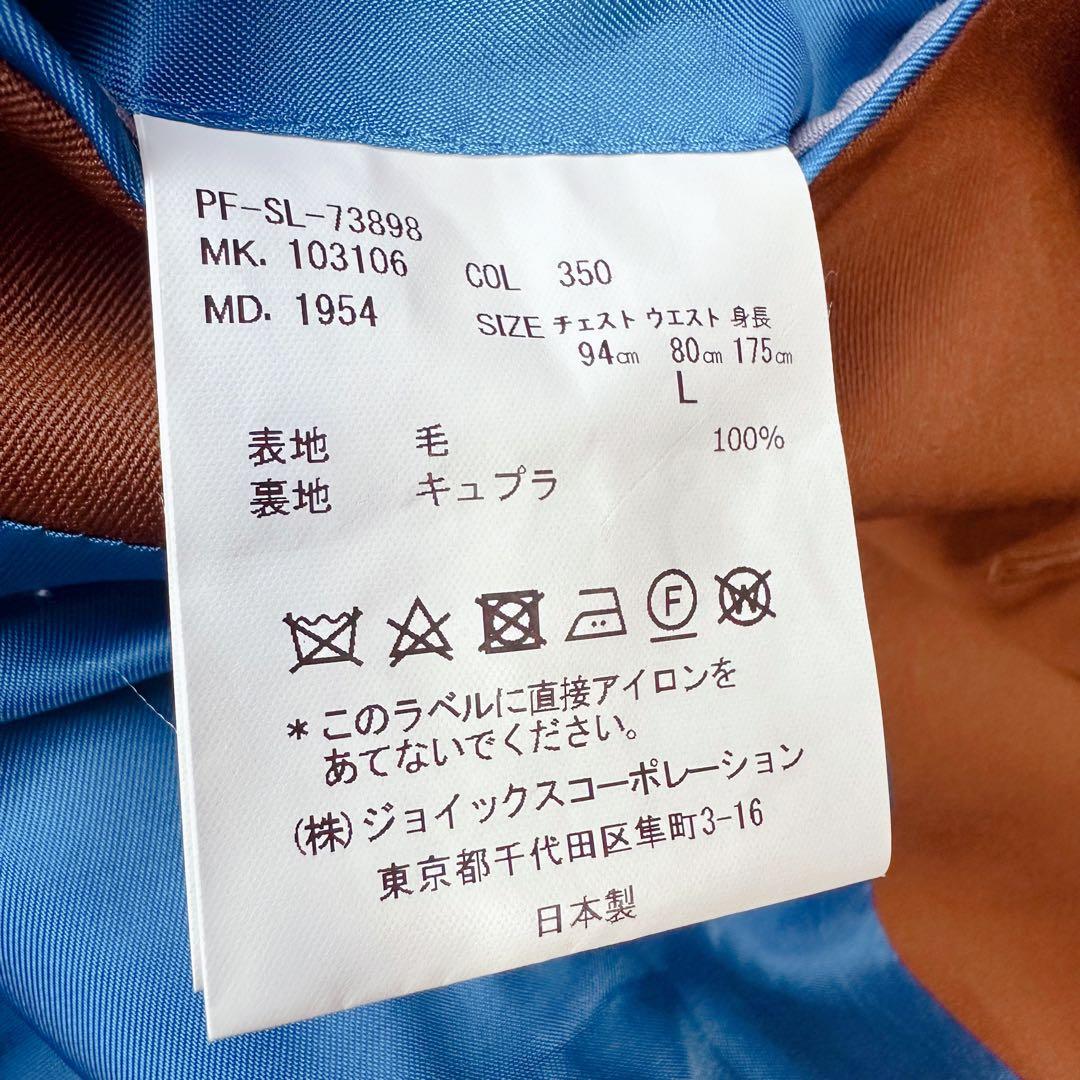 PF-SL-73898
MK. 103106 COL 350
MD. 1954 SIZE チェスト ウエスト 身長
94cm 80cm 175cm
L
表地 毛 100%
裏地 キュプラ
F W
*このラベルに直接アイロンを
あてないでください。
(株)ジョイックスコーポレーション
東京都千代田区隼町3-16
日本製